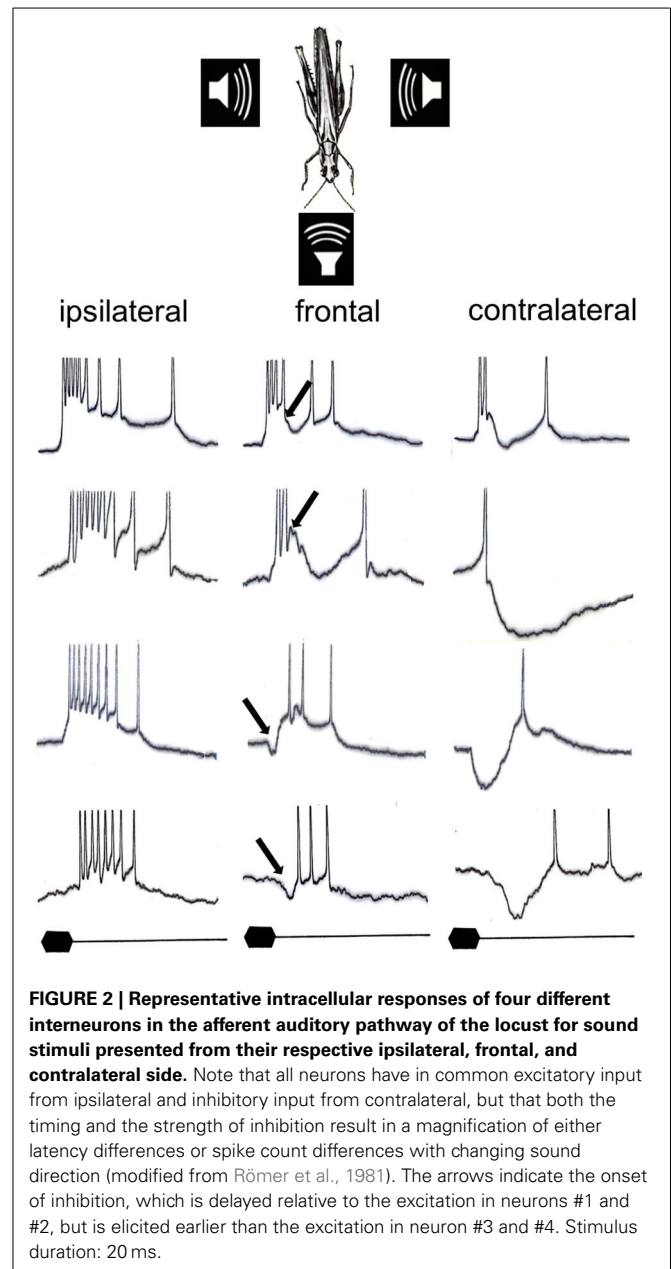 ipsilateral frontal contralateral
FIGURE 2 | Representative intracellular responses of four different
interneurons in the afferent auditory pathway of the locust for sound
stimuli presented from their respective ipsilateral, frontal, and
contralateral side. Note that all neurons have in common excitatory input
from ipsilateral and inhibitory input from contralateral, but that both the
timing and the strength of inhibition result in a magnification of either
latency differences or spike count differences with changing sound
direction (modified from Römer et al., 1981). The arrows indicate the onset
of inhibition, which is delayed relative to the excitation in neurons #1 and
#2, but is elicited earlier than the excitation in neuron #3 and #4. Stimulus
duration: 20 ms.